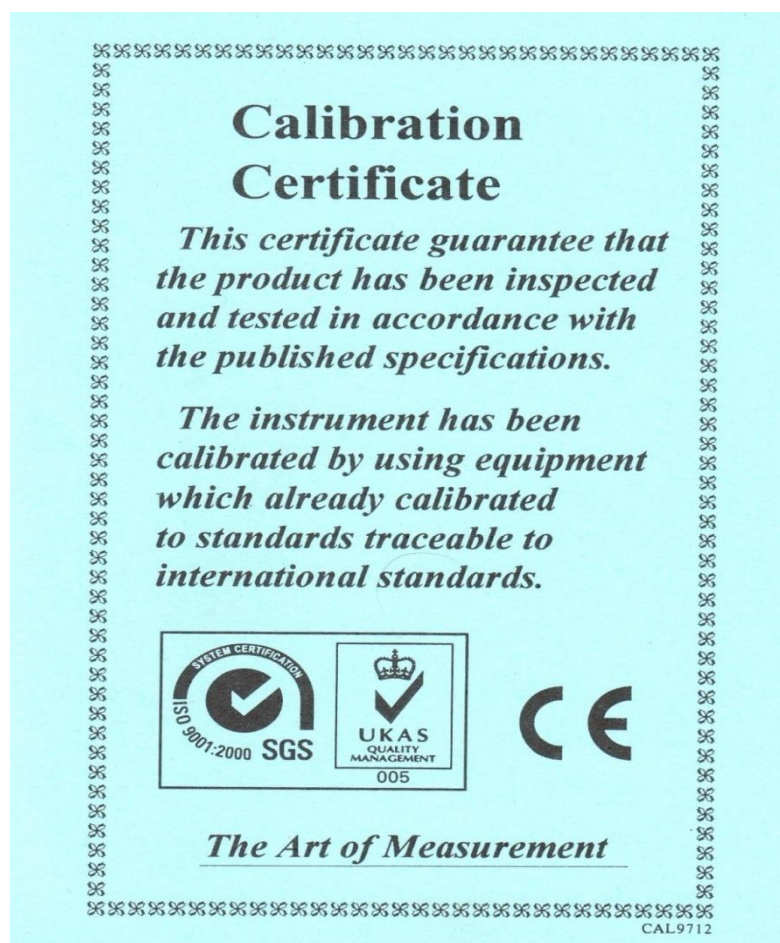 Calibration
Certificate
This certificate guarantee that
the product has been inspected
and tested in accordance with
the published specifications.
The instrument has been
calibrated by using equipment
which already calibrated
to standards traceable to
international standards.
SYSTEM CERTIFICATION
ISO 9001:2000 SGS
UKAS
QUALITY
MANAGEMENT
005
CE
The Art of Measurement
CAL9712